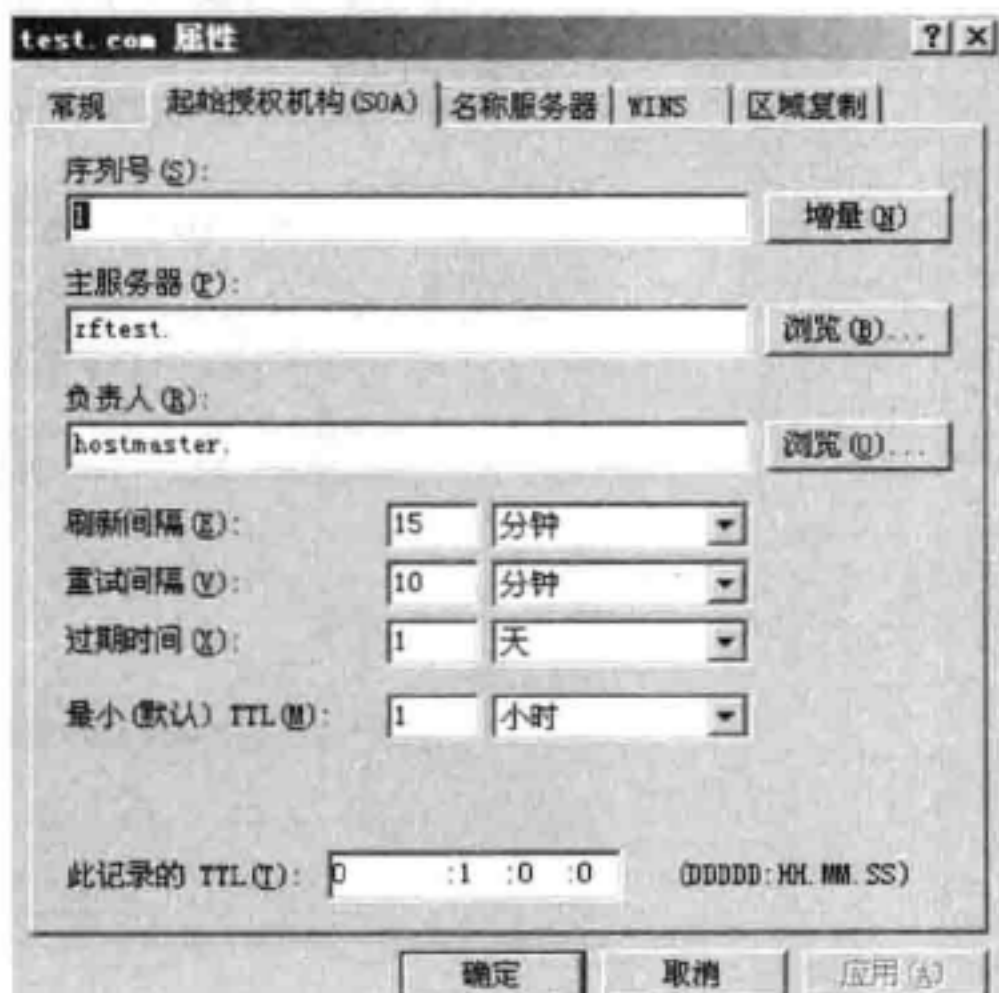 test.com 属性
常规 起始授权机构(SOA) 名称服务器 WINS 区域复制
序列号(S):
1 增量(N)
主服务器(P):
zftest. 浏览(B)...
负责人(R):
hostmaster. 浏览(O)...
刷新间隔(E): 15 分钟
重试间隔(V): 10 分钟
过期时间(X): 1 天
最小(默认) TTL(M): 1 小时
此记录的 TTL(T): 0 :1 :0 :0 (DDDDD:HH.MM.SS)
确定 取消 应用(A)